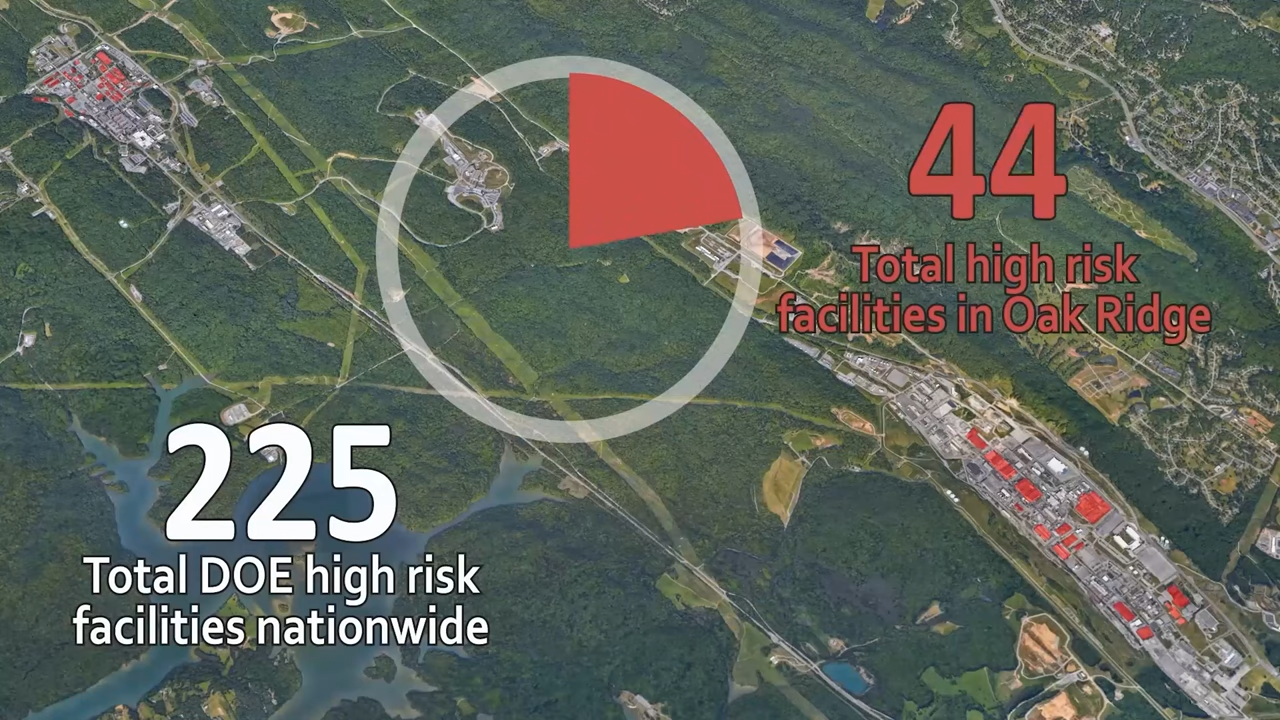 44
Total high risk
facilities in Oak Ridge
225
Total DOE high risk
facilities nationwide